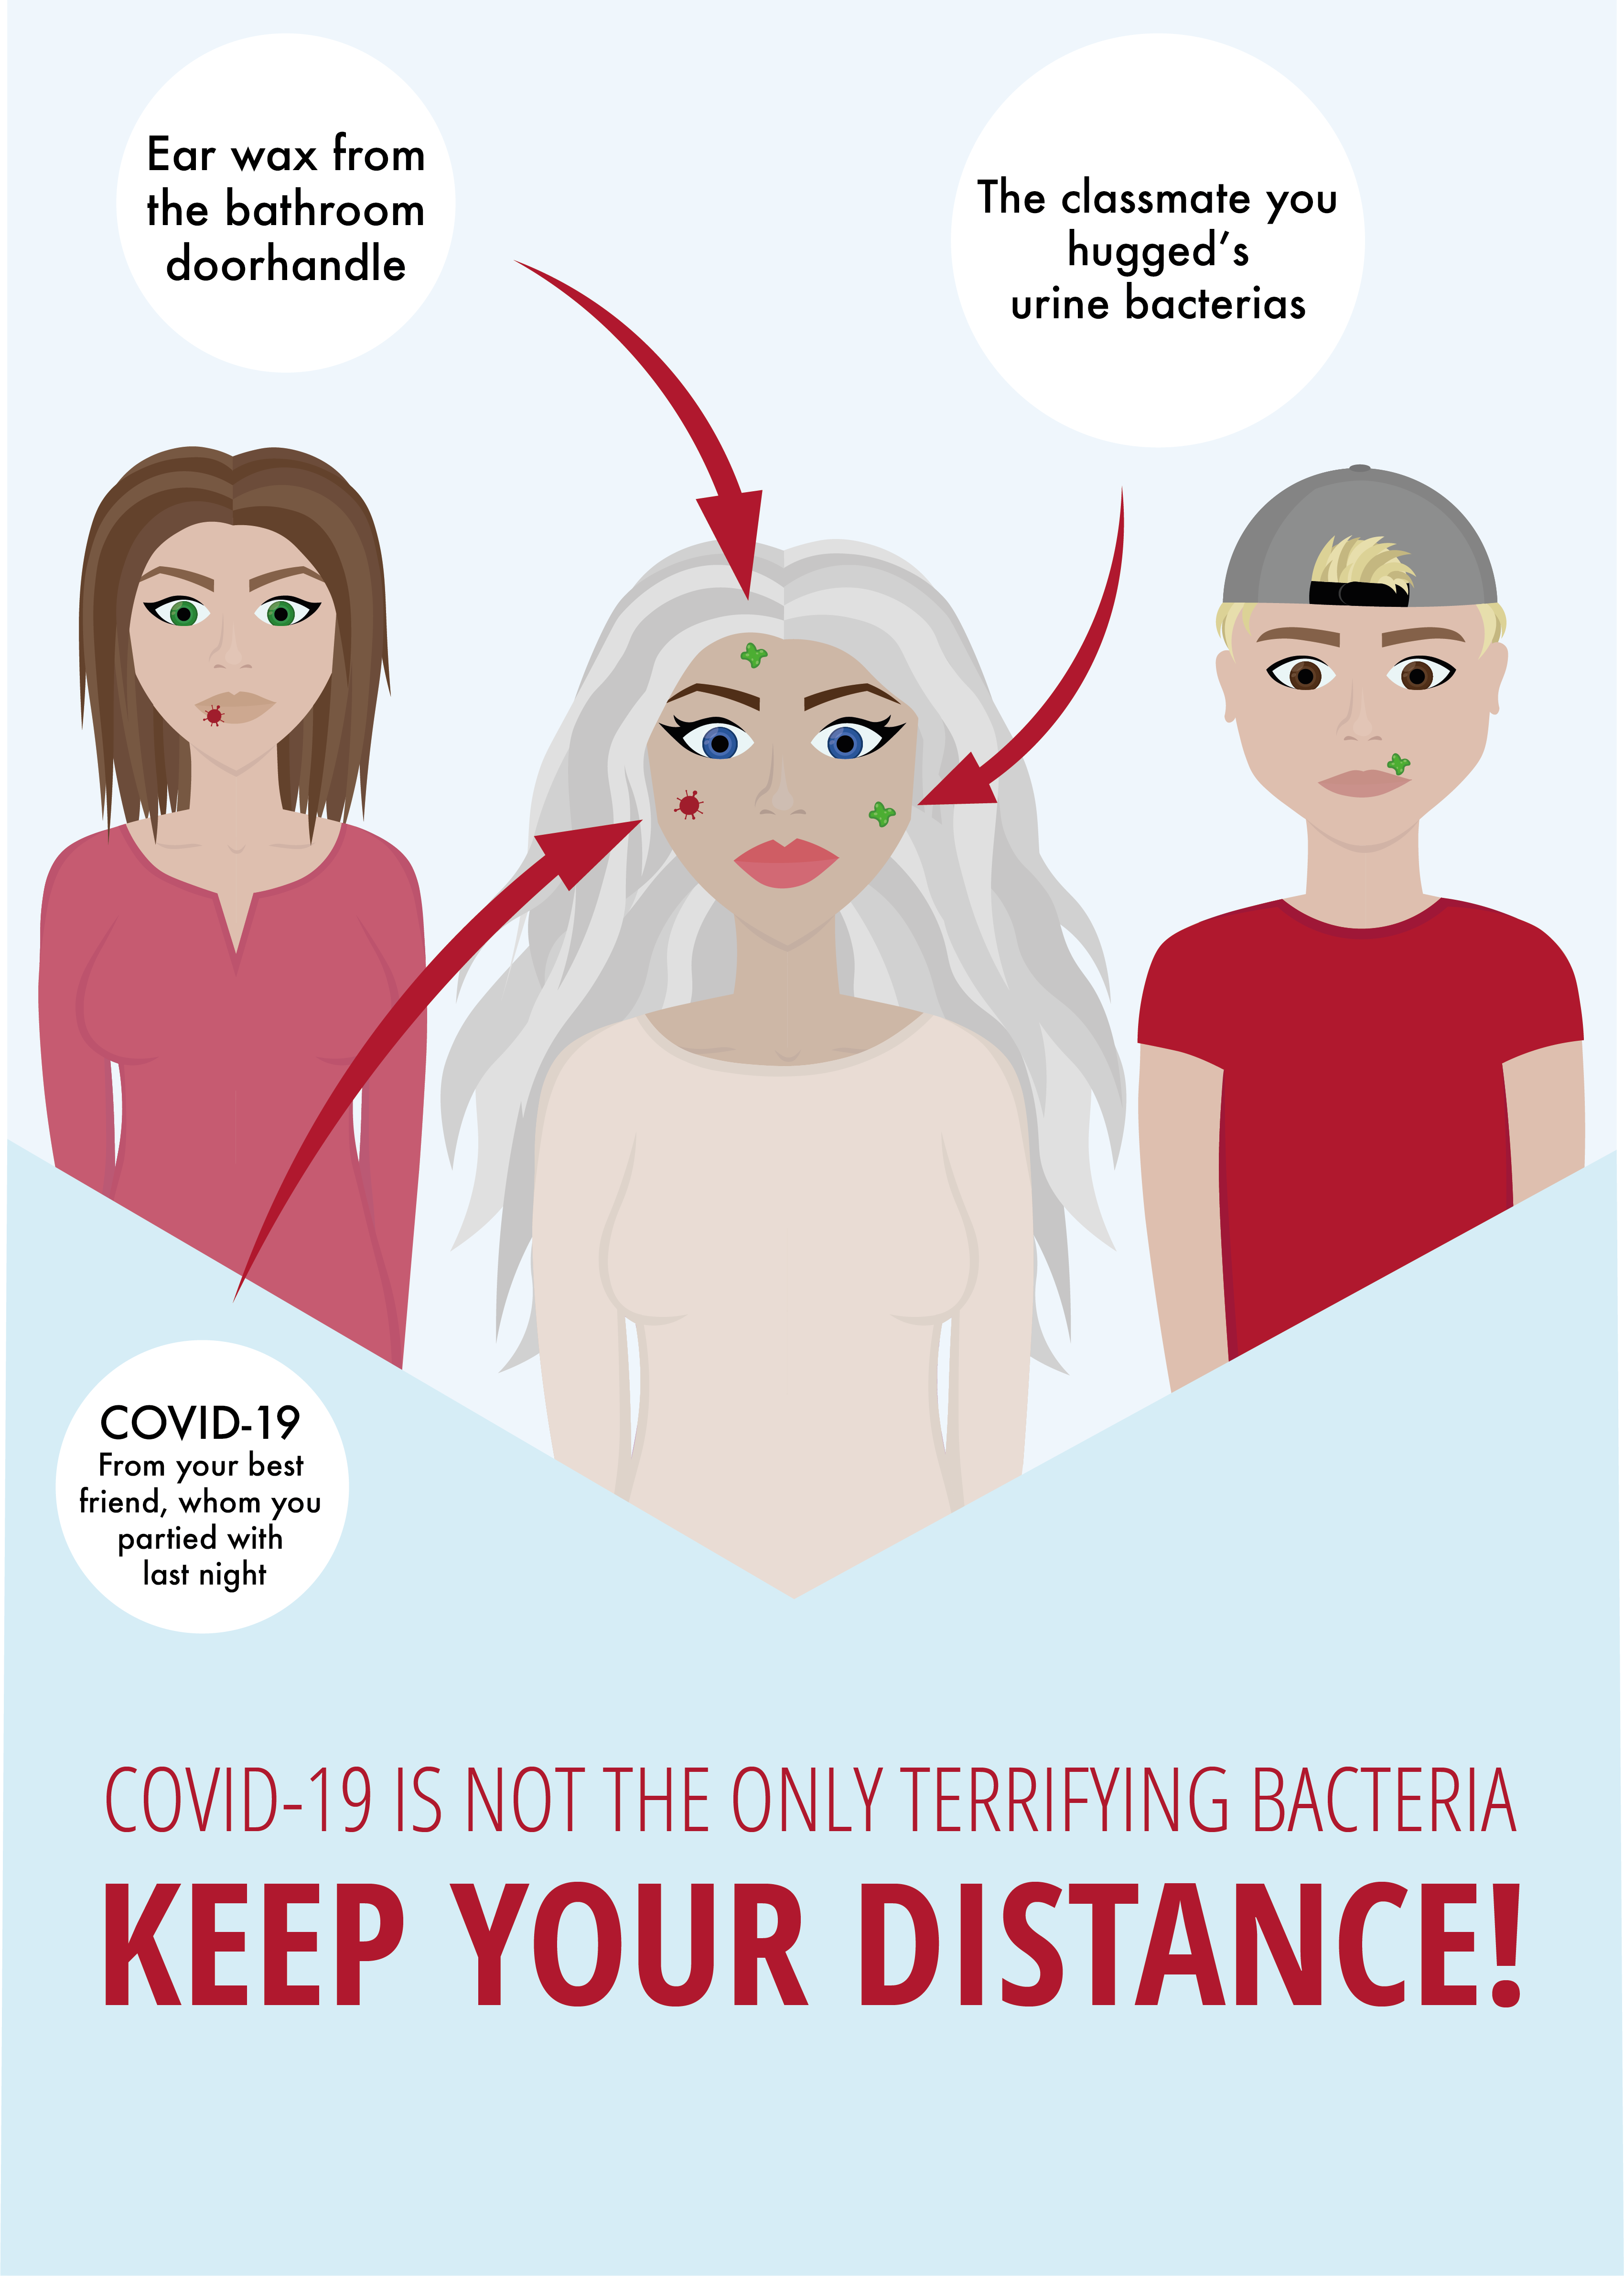 Ear wax from
the bathroom
doorhandle
The classmate you
hugged’s
urine bacterias
COVID-19
From your best
friend, whom you
partied with
last night
COVID-19 IS NOT THE ONLY TERRIFYING BACTERIA
KEEP YOUR DISTANCE!